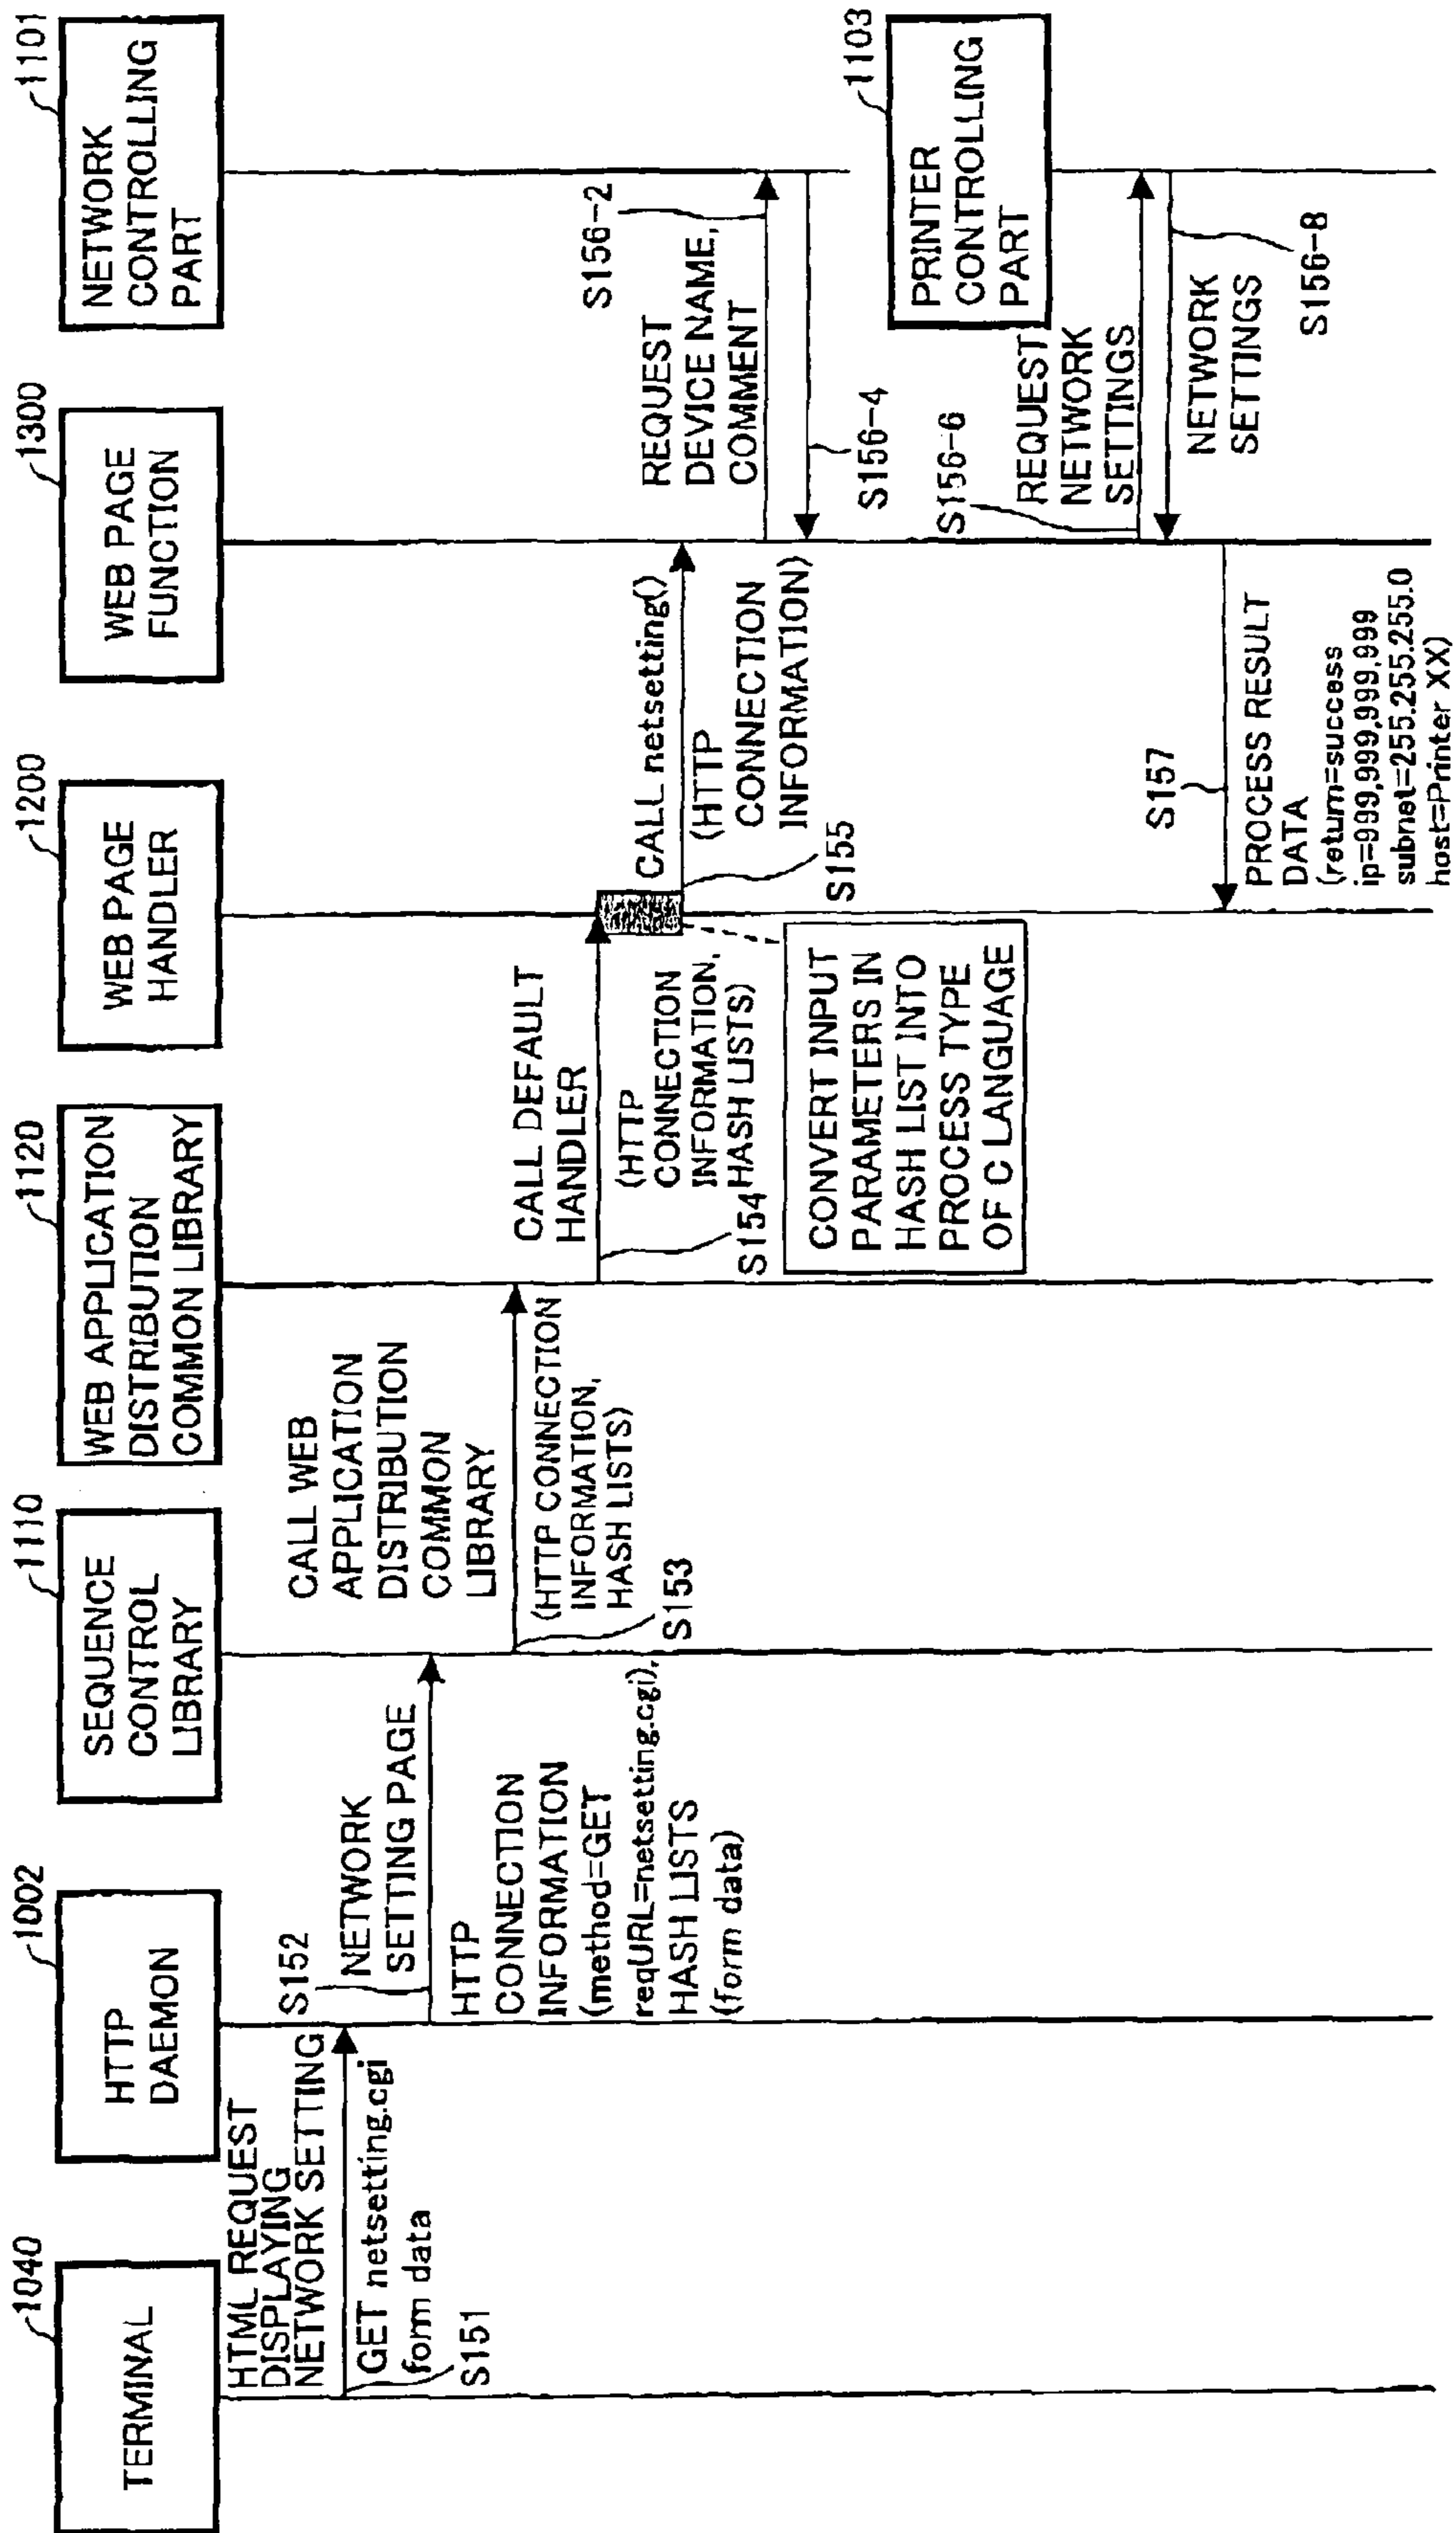 1040
TERMINAL
1002
HTTP
DAEMON
1110
SEQUENCE
CONTROL
LIBRARY
1120
WEB APPLICATION
DISTRIBUTION
COMMON LIBRARY
1200
WEB PAGE
HANDLER
1300
WEB PAGE
FUNCTION
1101
NETWORK
CONTROLLING
PART
HTML REQUEST
DISPLAYING
NETWORK SETTING
GET netsetting.cgi
form data
S151
S152
NETWORK
SETTING PAGE
HTTP
CONNECTION
INFORMATION
(method=GET
reqURL=netsetting.cgi),
HASH LISTS
(form data)
CALL WEB
APPLICATION
DISTRIBUTION
COMMON
LIBRARY
(HTTP CONNECTION
INFORMATION,
HASH LISTS)
S153
CALL DEFAULT
HANDLER
(HTTP
CONNECTION
INFORMATION,
HASH LISTS)
S154
CONVERT INPUT
PARAMETERS IN
HASH LIST INTO
PROCESS TYPE
OF C LANGUAGE
CALL netsetting()
(HTTP
CONNECTION
INFORMATION)
S155
S156-2
REQUEST
DEVICE NAME,
COMMENT
S156-4
1103
PRINTER
CONTROLLING
PART
S156-6
REQUEST
NETWORK
SETTINGS
NETWORK
SETTINGS
S156-8
S157
PROCESS RESULT
DATA
(return=success
ip=999,999,999,999
subnet=255.255.255.0
host=Printer XX)